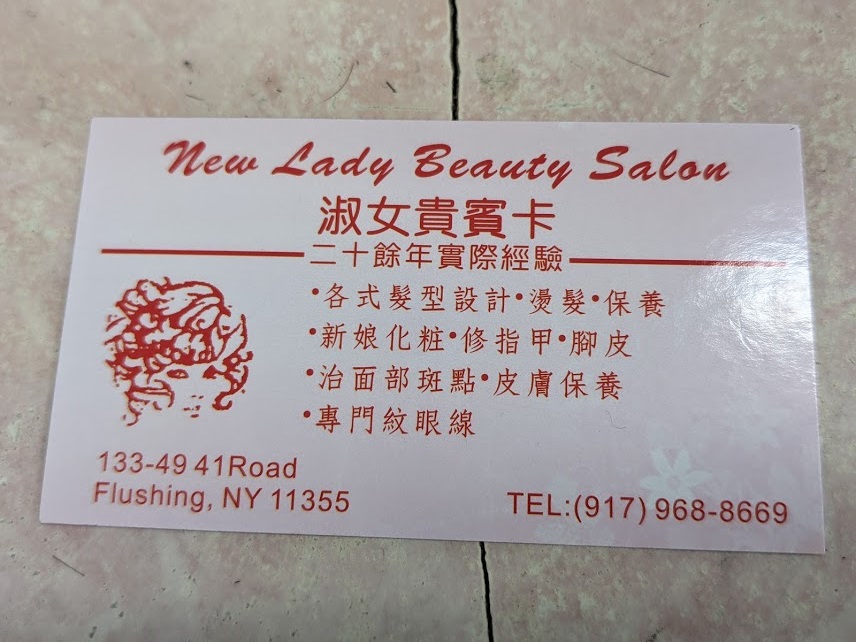 New Lady Beauty Salon
淑女貴賓卡
二十餘年實際經驗
•各式髮型設計•燙髮•保養
•新娘化粧•修指甲•腳皮
•治面部斑點•皮膚保養
•專門紋眼線
133-49 41Road
Flushing, NY 11355
TEL:(917) 968-8669